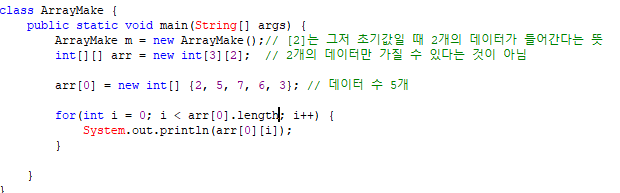 class ArrayMake {
public static void main(String[] args) {
ArrayMake m = new ArrayMake();// [2]는 그저 초기값일 때 2개의 데이터가 들어간다는 뜻
int[][] arr = new int[3][2];  // 2개의 데이터만 가질 수 있다는 것이 아님
arr[0] = new int[] {2, 5, 7, 6, 3}; // 데이터 수 5개
for(int i = 0; i < arr[0].length; i++) {
System.out.println(arr[0][i]);
}
}
}